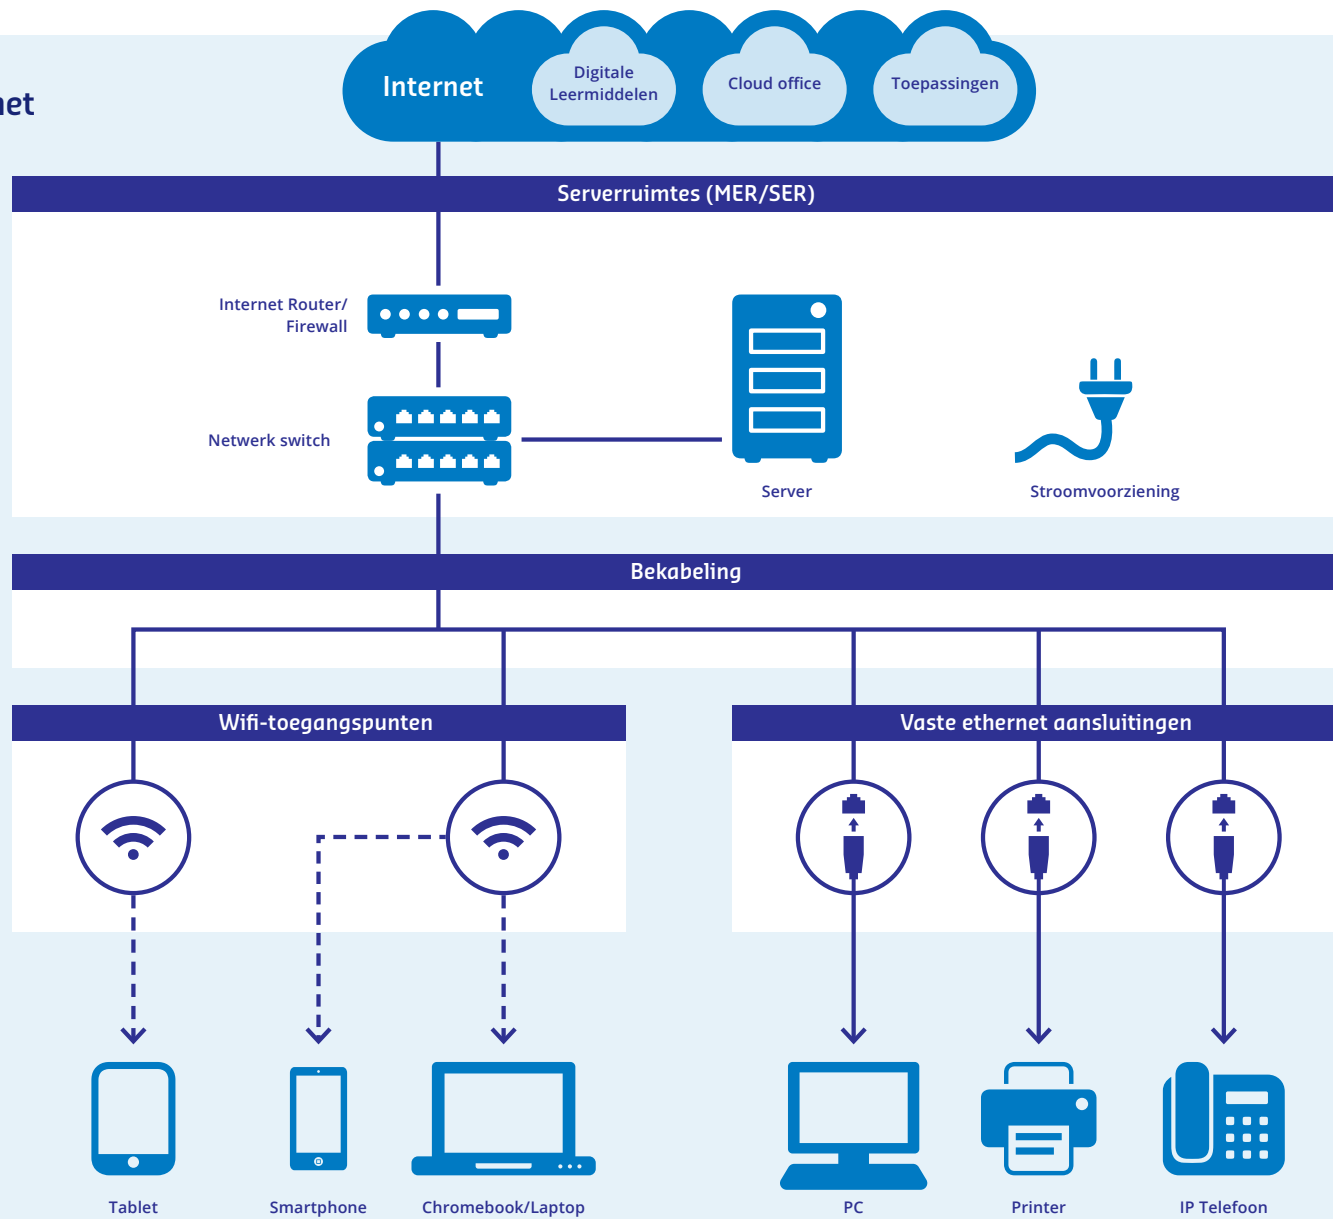 Internet
Digitale
Leermiddelen
Cloud office
Toepassingen
Serverruimtes (MER/SER)
Internet Router/
Firewall
Netwerk switch
Server
Stroomvoorziening
Bekabeling
Wifi-toegangspunten
Vaste ethernet aansluitingen
Tablet
Smartphone
Chromebook/Laptop
PC
Printer
IP Telefoon